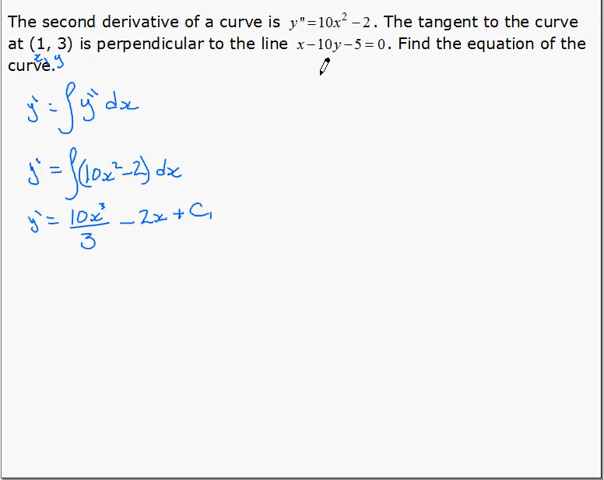 The second derivative of a curve is y"=10x²−2. The tangent to the curve
at (1, 3) is perpendicular to the line x−10y−5=0. Find the equation of the
curve.
x, y
y' = ∫ y" dx
y' = ∫(10x²−2) dx
y' = 10x³/3 − 2x + C₁